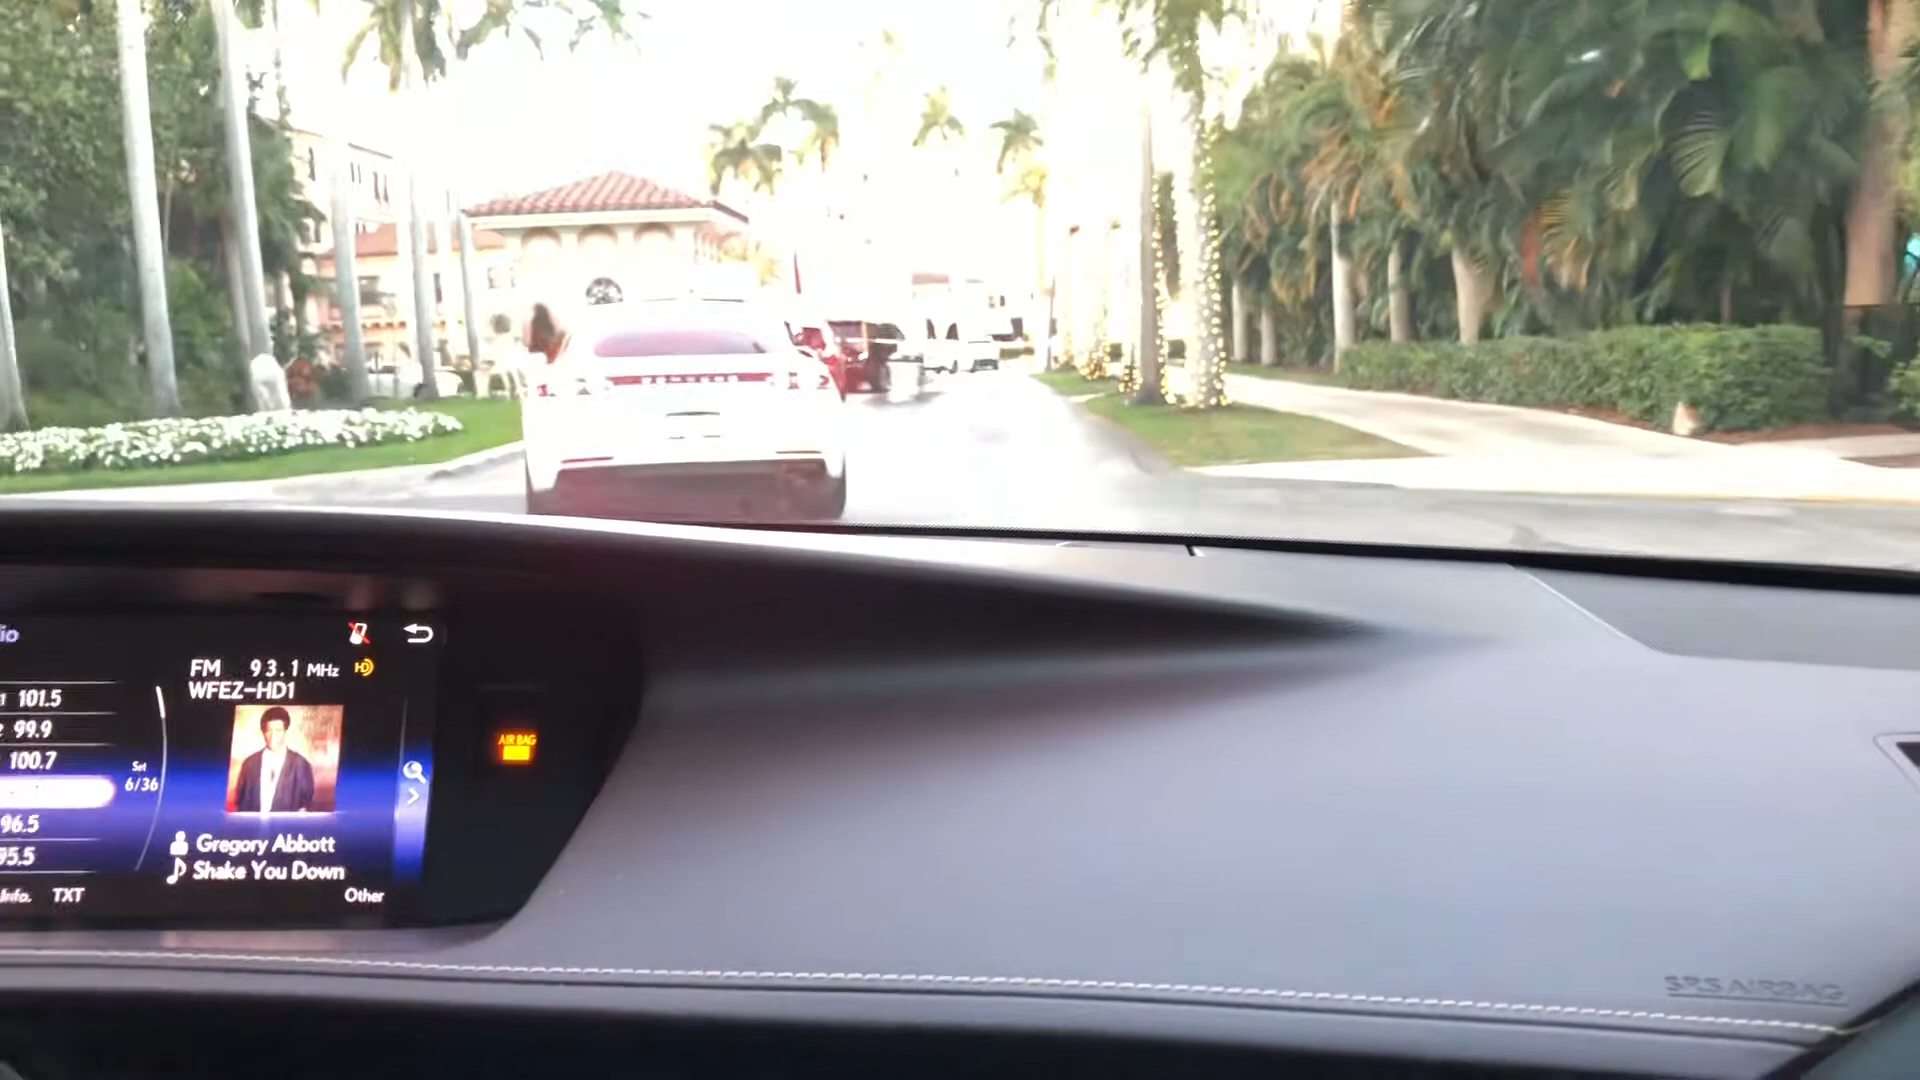 io
FM 93.1 MHz HD
WFEZ-HD1
101.5
99.9
100.7
Set
6/36
96.5
95.5
Gregory Abbott
Shake You Down
Info. TXT
Other
AIR BAG
SRS AIRBAG